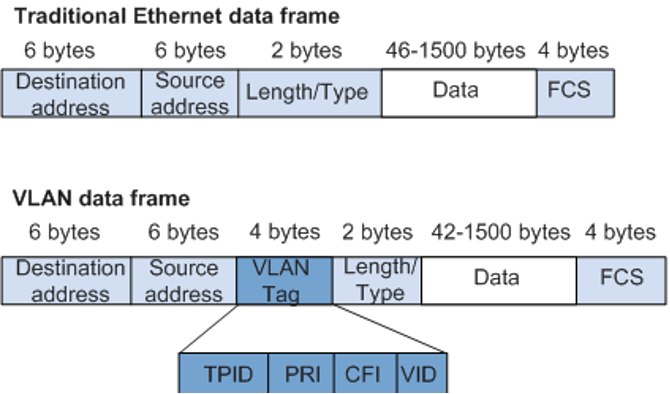 Traditional Ethernet data frame
6 bytes 6 bytes 2 bytes 46-1500 bytes 4 bytes
Destination address Source address Length/Type Data FCS
VLAN data frame
6 bytes 6 bytes 4 bytes 2 bytes 42-1500 bytes 4 bytes
Destination address Source address VLAN Tag Length/Type Data FCS
TPID PRI CFI VID